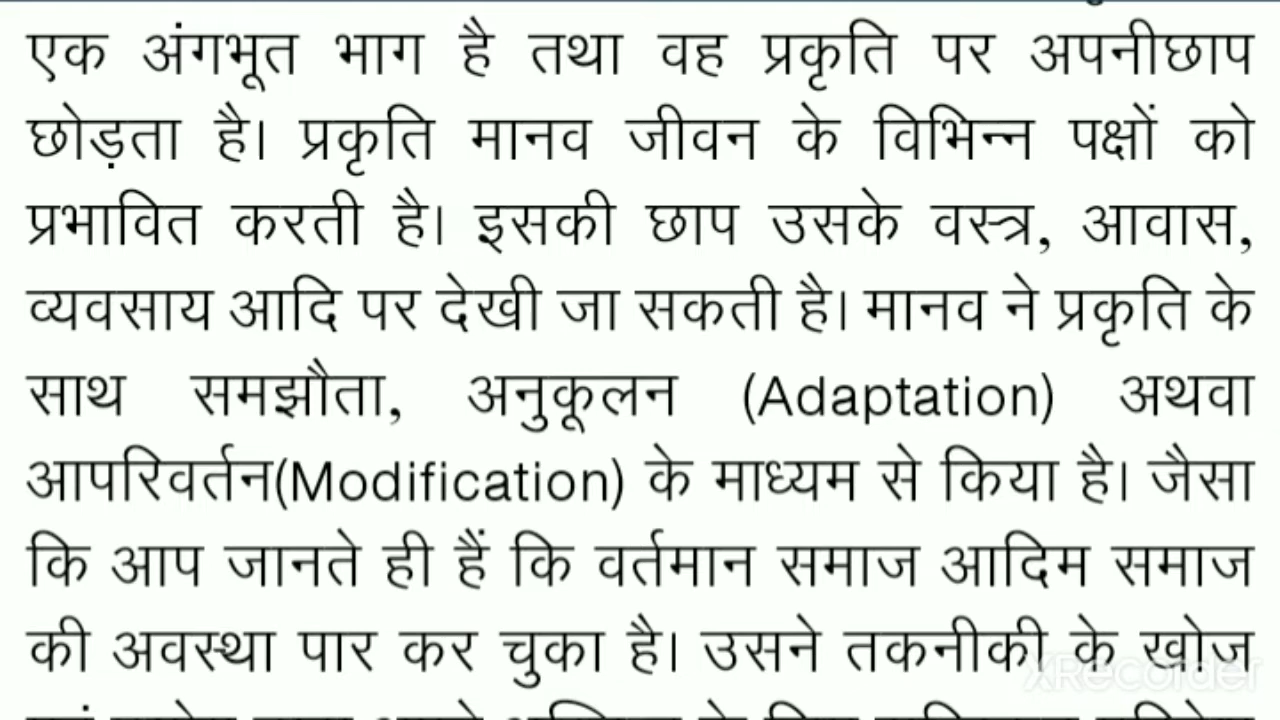 एक अंगभूत भाग है तथा वह प्रकृति पर अपनीछाप
छोड़ता है। प्रकृति मानव जीवन के विभिन्न पक्षों को
प्रभावित करती है। इसकी छाप उसके वस्त्र, आवास,
व्यवसाय आदि पर देखी जा सकती है। मानव ने प्रकृति के
साथ समझौता, अनुकूलन (Adaptation) अथवा
आपरिवर्तन(Modification) के माध्यम से किया है। जैसा
कि आप जानते ही हैं कि वर्तमान समाज आदिम समाज
की अवस्था पार कर चुका है। उसने तकनीकी के खोज
XRecorder